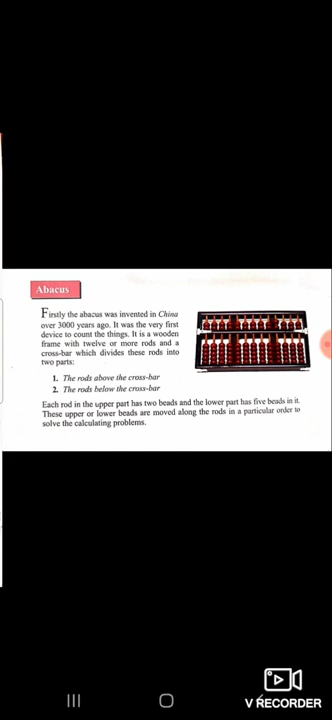 Abacus
Firstly the abacus was invented in China
over 3000 years ago. It was the very first
device to count the things. It is a wooden
frame with twelve or more rods and a
cross-bar which divides these rods into
two parts:
1. The rods above the cross-bar
2. The rods below the cross-bar
Each rod in the upper part has two beads and the lower part has five beads in it.
These upper or lower beads are moved along the rods in a particular order to
solve the calculating problems.
V RECORDER